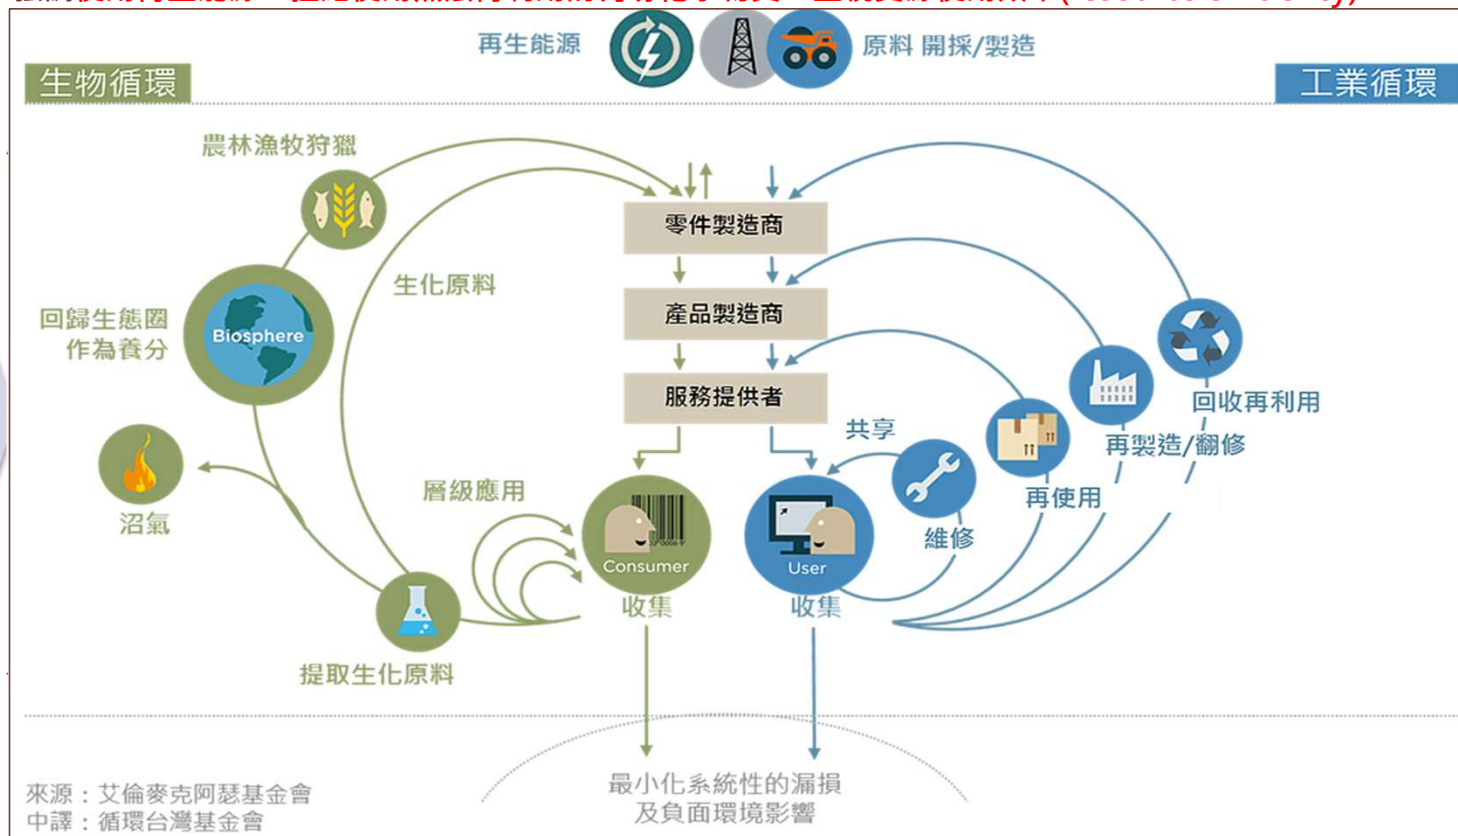 再生能源
原料 開採/製造
生物循環
工業循環
農林漁牧狩獵
零件製造商
生化原料
產品製造商
回歸生態圈
作為養分
Biosphere
服務提供者
回收再利用
共享
再製造/翻修
層級應用
再使用
沼氣
維修
Consumer
User
收集
收集
提取生化原料
最小化系統性的漏損
及負面環境影響
來源：艾倫麥克阿瑟基金會
中譯：循環台灣基金會